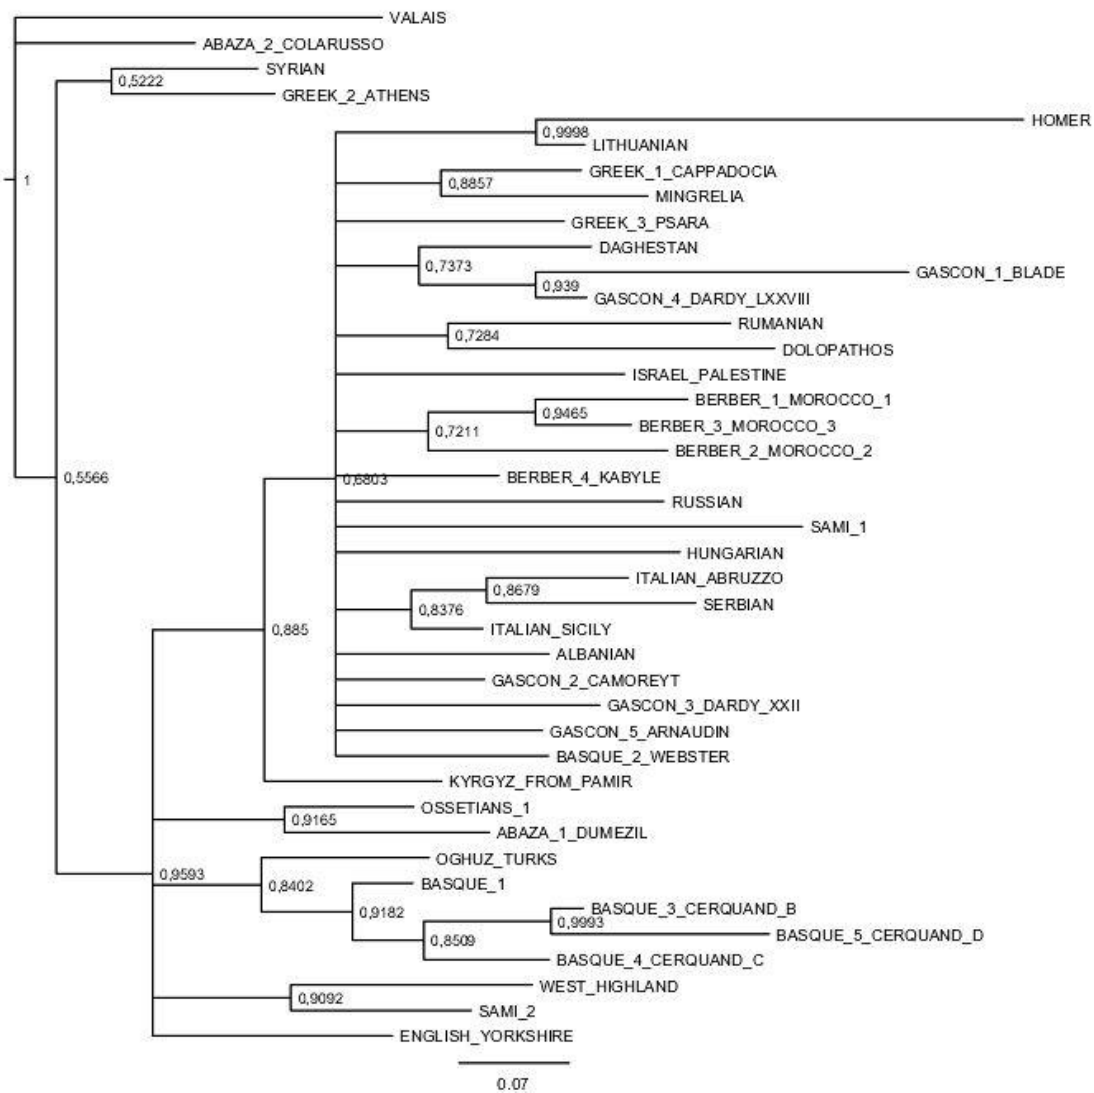 VALAIS
ABAZA_2_COLARUSSO
SYRIAN
0,5222
GREEK_2_ATHENS
HOMER
0,9998
LITHUANIAN
GREEK_1_CAPPADOCIA
1
0,8857
MINGRELIA
GREEK_3_PSARA
DAGHESTAN
0,7373
GASCON_1_BLADE
0,939
GASCON_4_DARDY_LXXVIII
RUMANIAN
0,7284
DOLOPATHOS
ISRAEL_PALESTINE
BERBER_1_MOROCCO_1
0,9465
BERBER_3_MOROCCO_3
0,7211
BERBER_2_MOROCCO_2
0,5566
0,6803
BERBER_4_KABYLE
RUSSIAN
SAMI_1
HUNGARIAN
ITALIAN_ABRUZZO
0,8679
SERBIAN
0,8376
ITALIAN_SICILY
0,885
ALBANIAN
GASCON_2_CAMOREYT
GASCON_3_DARDY_XXII
GASCON_5_ARNAUDIN
BASQUE_2_WEBSTER
KYRGYZ_FROM_PAMIR
OSSETIANS_1
0,9165
ABAZA_1_DUMEZIL
OGHUZ_TURKS
0,9593
0,8402
BASQUE_1
0,9182
BASQUE_3_CERQUAND_B
0,9993
BASQUE_5_CERQUAND_D
0,8509
BASQUE_4_CERQUAND_C
WEST_HIGHLAND
0,9092
SAMI_2
ENGLISH_YORKSHIRE
0.07